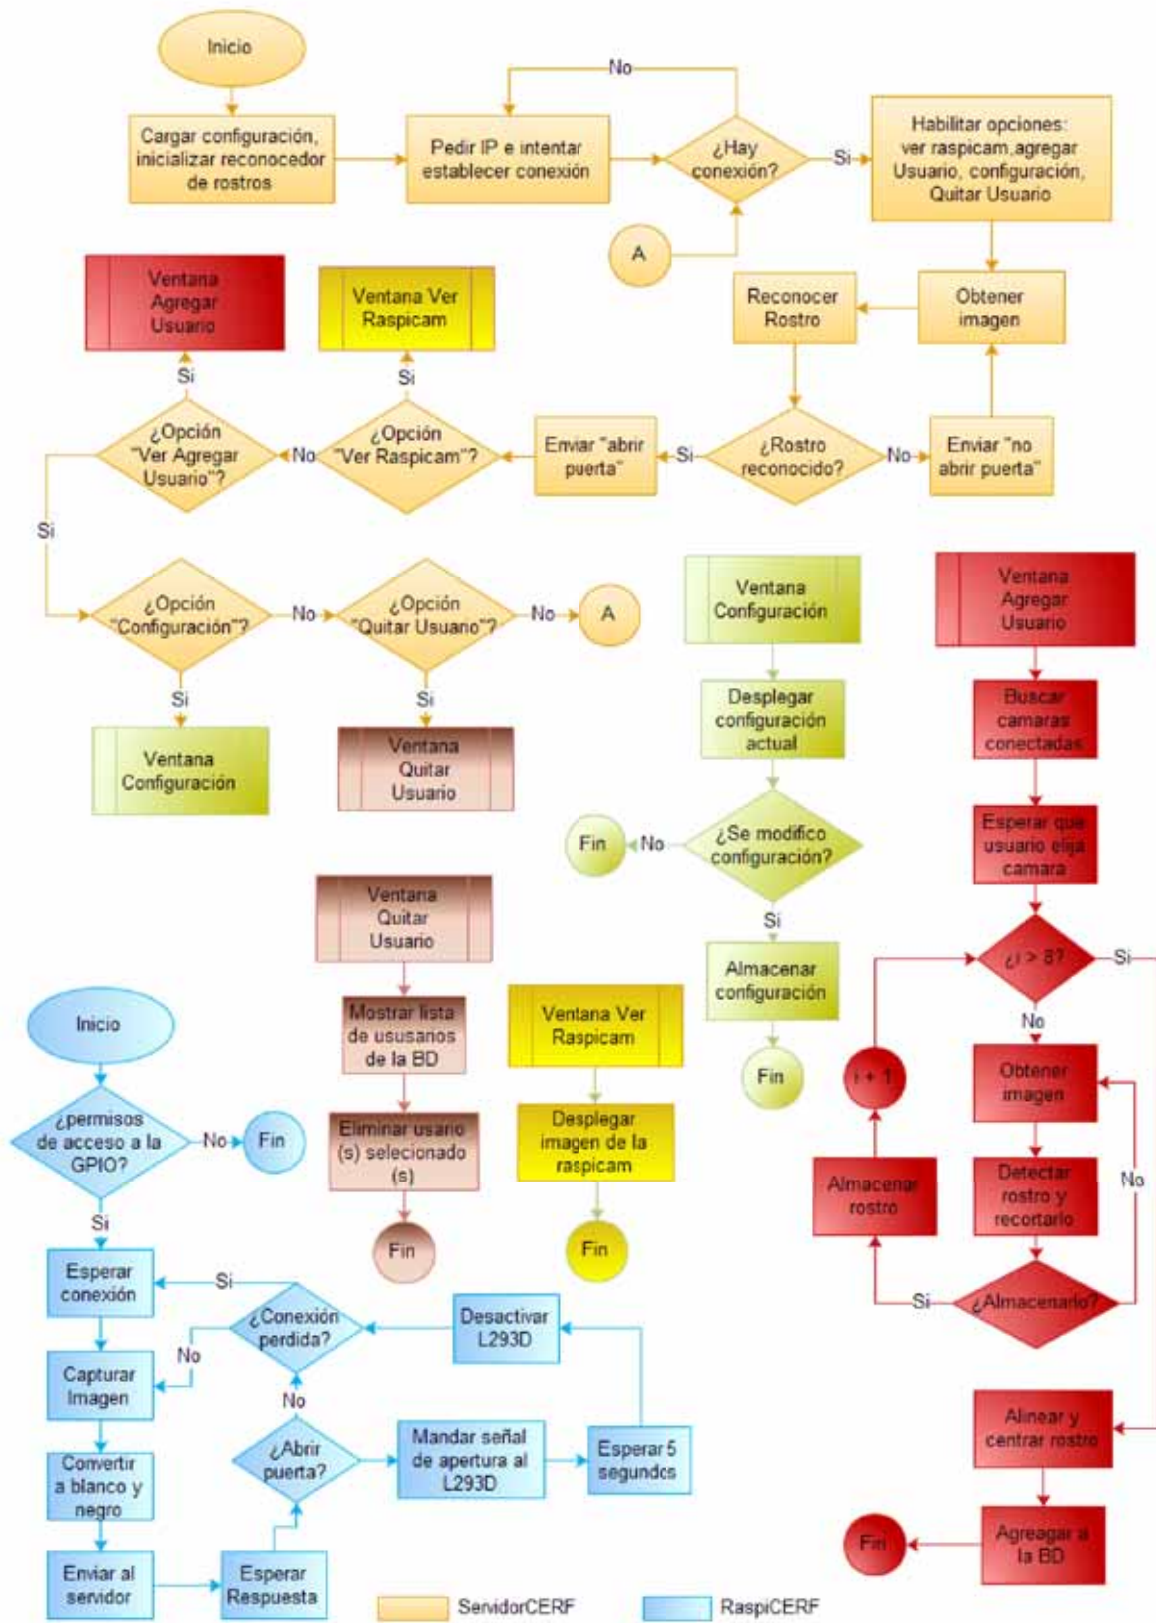 Inicio
No
Cargar configuración,
inicializar reconocedor
de rostros
Pedir IP e intentar
establecer conexión
¿Hay
conexión?
Si
Habilitar opciones:
ver raspicam,agregar
Usuario, configuración,
Quitar Usuario
A
Ventana
Agregar
Usuario
Ventana Ver
Raspicam
Reconocer
Rostro
Obtener
imagen
Si
Si
¿Opción
"Ver Agregar
Usuario"?
No
¿Opción
"Ver Raspicam"?
Enviar "abrir
puerta"
Si
¿Rostro
reconocido?
No
Enviar "no
abrir puerta"
Si
¿Opción
"Configuración"?
No
¿Opción
"Quitar Usuario"?
No
A
Si
Si
Ventana
Configuración
Ventana
Quitar
Usuario
Ventana
Configuración
Desplegar
configuración
actual
¿Se modifico
configuración?
No
Fin
Si
Almacenar
configuración
Fin
Ventana
Agregar
Usuario
Buscar
camaras
conectadas
Esperar que
usuario elija
camara
¿i > 8?
Si
No
Obtener
imagen
Detectar
rostro y
recortarlo
¿Almacenarlo?
No
Si
Almacenar
rostro
i + 1
Alinear y
centrar rostro
Agreagar a
la BD
Fin
Ventana
Quitar
Usuario
Mostrar lista
de ususarios
de la BD
Eliminar usario
(s) selecionado
(s)
Fin
Ventana Ver
Raspicam
Desplegar
imagen de la
raspicam
Fin
Inicio
¿permisos
de acceso a la
GPIO?
No
Fin
Si
Esperar
conexión
Si
¿Conexión
perdida?
Desactivar
L293D
No
Capturar
Imagen
No
¿Abrir
puerta?
Mandar señal
de apertura al
L293D
Esperar 5
segundos
Convertir
a blanco y
negro
Enviar al
servidor
Esperar
Respuesta
ServidorCERF
RaspiCERF